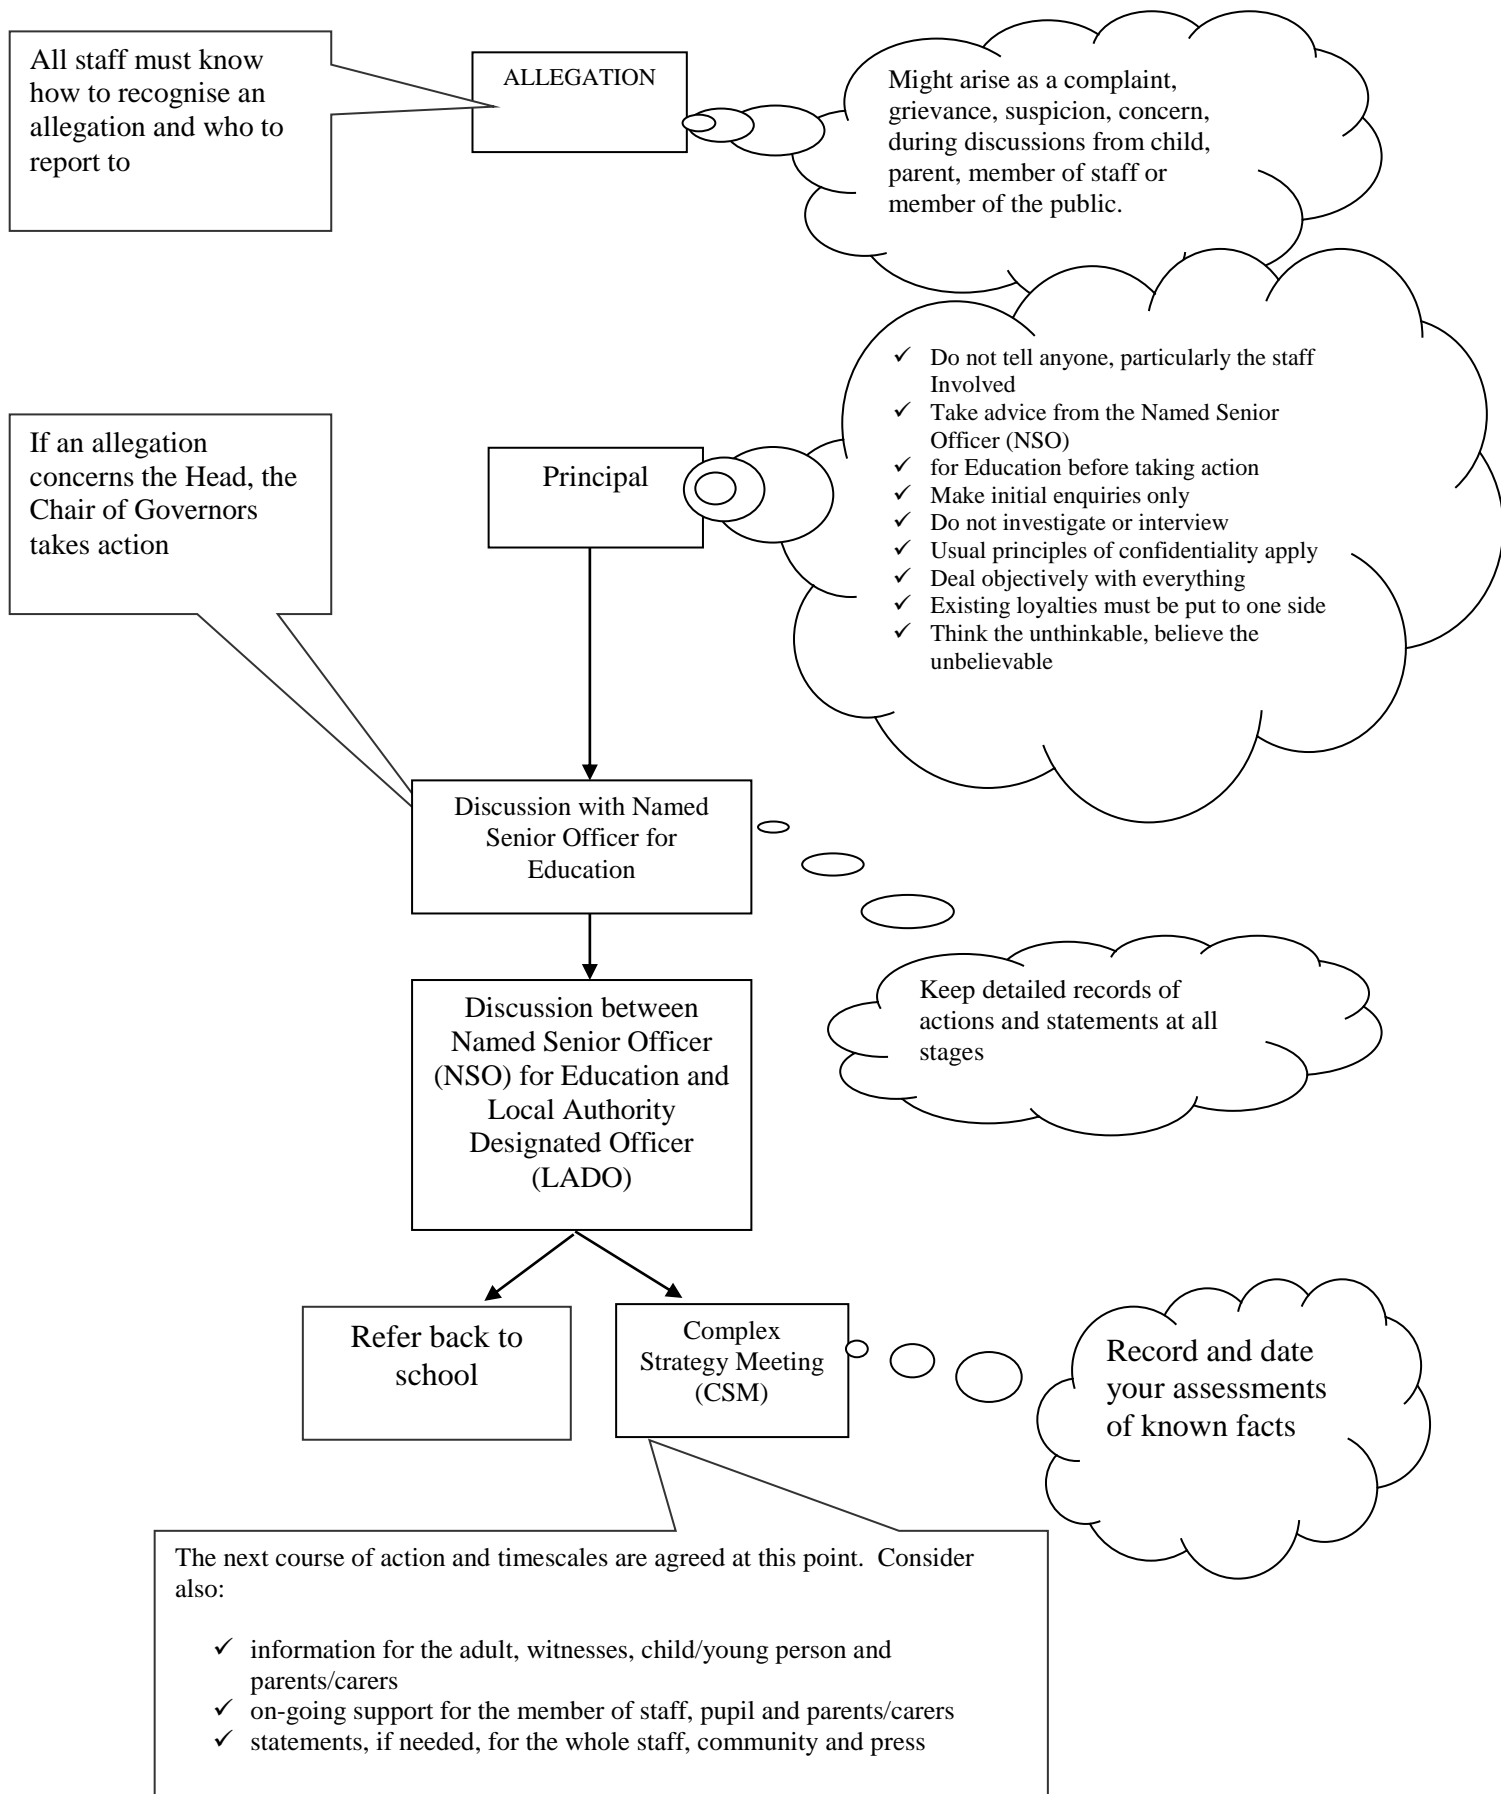 All staff must know
how to recognise an
allegation and who to
report to
ALLEGATION
Might arise as a complaint,
grievance, suspicion, concern,
during discussions from child,
parent, member of staff or
member of the public.
✓ Do not tell anyone, particularly the staff
Involved
✓ Take advice from the Named Senior
Officer (NSO)
✓ for Education before taking action
✓ Make initial enquiries only
✓ Do not investigate or interview
✓ Usual principles of confidentiality apply
✓ Deal objectively with everything
✓ Existing loyalties must be put to one side
✓ Think the unthinkable, believe the
unbelievable
If an allegation
concerns the Head, the
Chair of Governors
takes action
Principal
Discussion with Named
Senior Officer for
Education
Keep detailed records of
actions and statements at all
stages
Discussion between
Named Senior Officer
(NSO) for Education and
Local Authority
Designated Officer
(LADO)
Refer back to
school
Complex
Strategy Meeting
(CSM)
Record and date
your assessments
of known facts
The next course of action and timescales are agreed at this point.  Consider
also:
✓ information for the adult, witnesses, child/young person and
parents/carers
✓ on-going support for the member of staff, pupil and parents/carers
✓ statements, if needed, for the whole staff, community and press